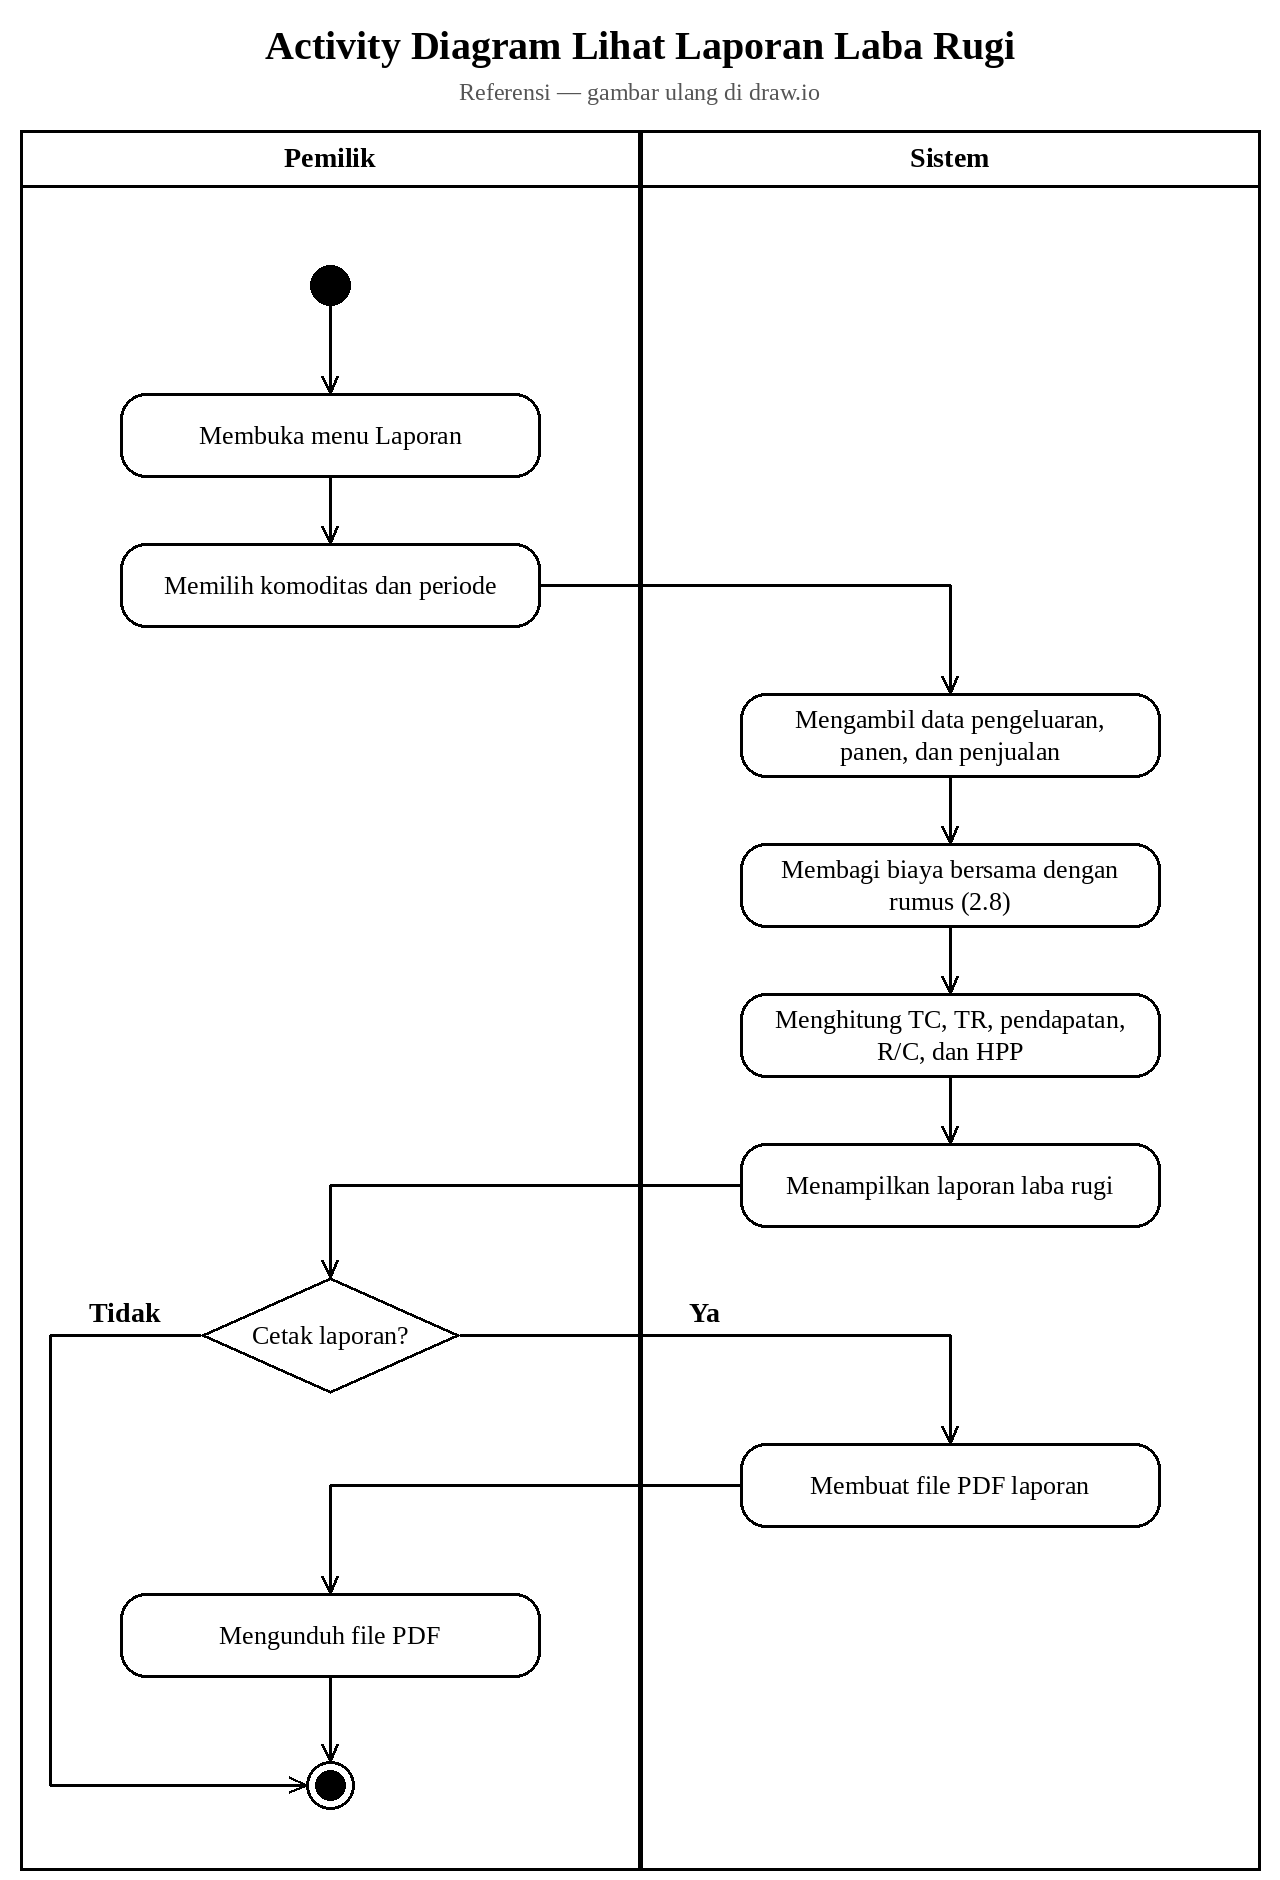 Activity Diagram Lihat Laporan Laba Rugi
Referensi — gambar ulang di draw.io
Pemilik
Sistem
Membuka menu Laporan
Memilih komoditas dan periode
Mengambil data pengeluaran,
panen, dan penjualan
Membagi biaya bersama dengan
rumus (2.8)
Menghitung TC, TR, pendapatan,
R/C, dan HPP
Menampilkan laporan laba rugi
Tidak
Cetak laporan?
Ya
Membuat file PDF laporan
Mengunduh file PDF